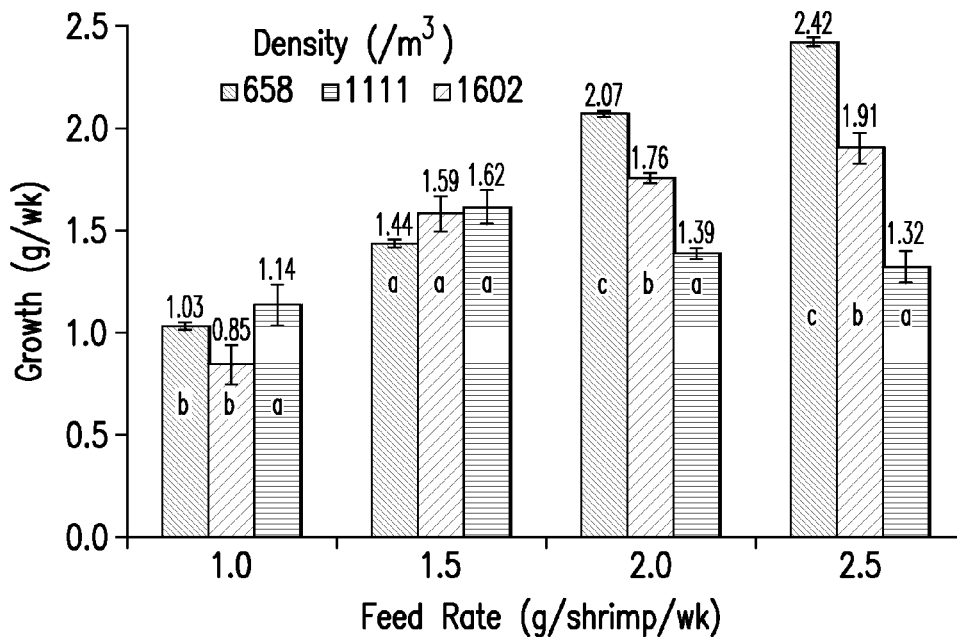 Density (/m³)
658 1111 1602
Growth (g/wk)
2.5
2.0
1.5
1.0
0.5
0.0
1.03 0.85 1.14
b b a
1.44 1.59 1.62
a a a
2.07 1.76 1.39
c b a
2.42 1.91 1.32
c b a
1.0 1.5 2.0 2.5
Feed Rate (g/shrimp/wk)